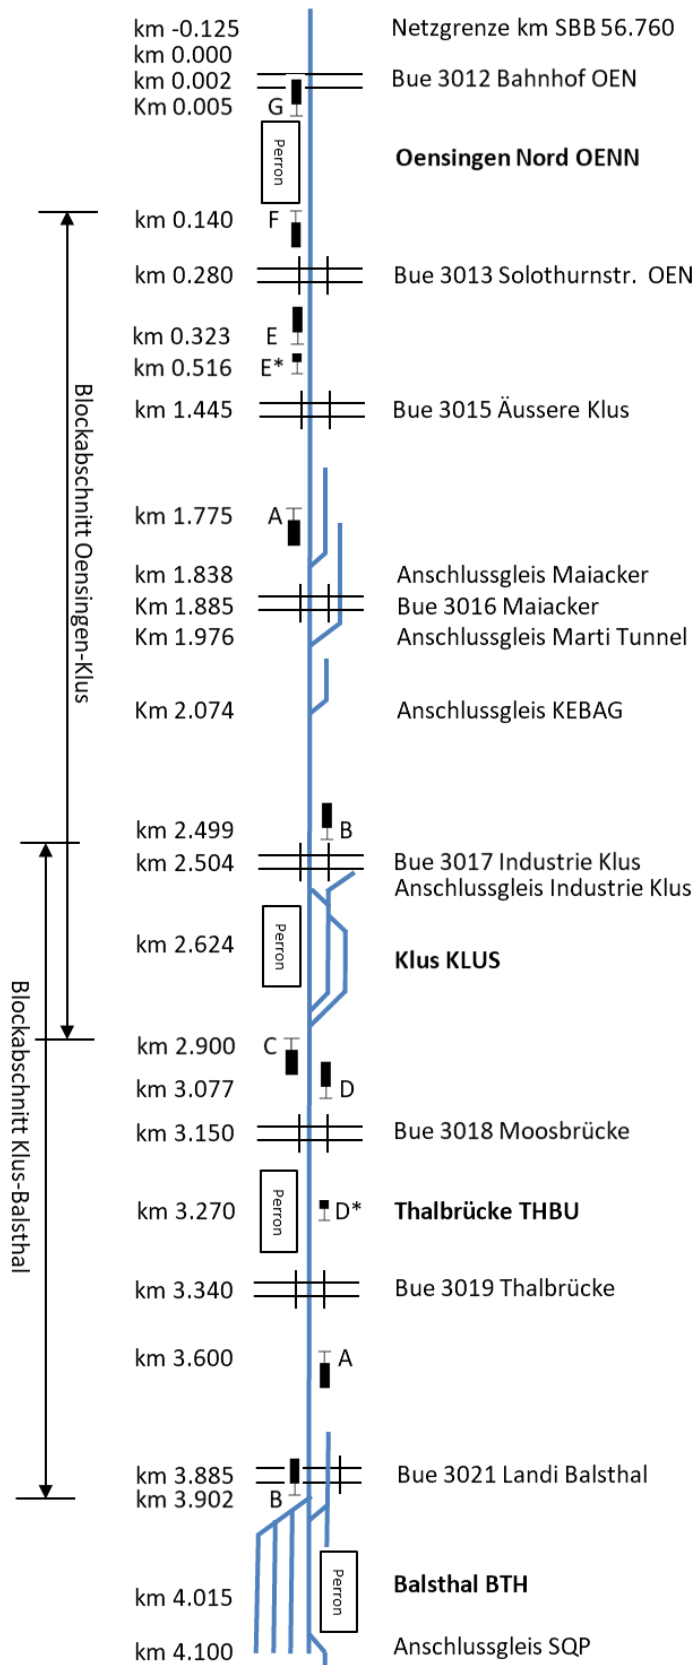 km -0.125 Netzgrenze km SBB 56.760
km 0.000
km 0.002 Bue 3012 Bahnhof OEN
Km 0.005 G
Perron Oensingen Nord OENN
km 0.140 F
km 0.280 Bue 3013 Solothurnstr. OEN
km 0.323 E
km 0.516 E*
km 1.445 Bue 3015 Äussere Klus
Blockabschnitt Oensingen-Klus
km 1.775 A
km 1.838 Anschlussgleis Maiacker
Km 1.885 Bue 3016 Maiacker
Km 1.976 Anschlussgleis Marti Tunnel
Km 2.074 Anschlussgleis KEBAG
km 2.499 B
km 2.504 Bue 3017 Industrie Klus
Anschlussgleis Industrie Klus
km 2.624 Perron Klus KLUS
Blockabschnitt Klus-Balsthal
km 2.900 C
km 3.077 D
km 3.150 Bue 3018 Moosbrücke
km 3.270 Perron D* Thalbrücke THBU
km 3.340 Bue 3019 Thalbrücke
km 3.600 A
km 3.885 Bue 3021 Landi Balsthal
km 3.902 B
km 4.015 Perron Balsthal BTH
km 4.100 Anschlussgleis SQP